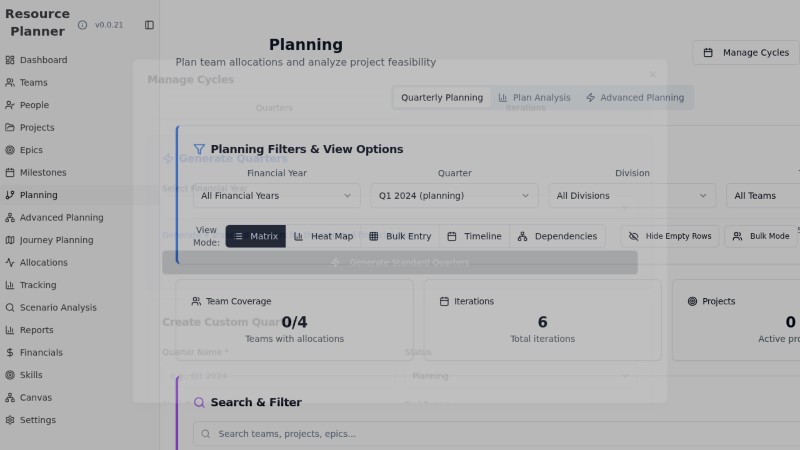 Resource Planner
v0.0.21
Dashboard
Teams
People
Projects
Epics
Milestones
Planning
Advanced Planning
Journey Planning
Allocations
Tracking
Scenario Analysis
Reports
Financials
Skills
Canvas
Settings
Planning
Plan team allocations and analyze project feasibility
Manage Cycles
Manage Cycles
×
Quarters
Iterations
Quarterly Planning
Plan Analysis
Advanced Planning
Planning Filters & View Options
Generate Quarters
Financial Year
Quarter
Division
Select Financial Year
All Financial Years
Q1 2024 (planning)
All Divisions
All Teams
View Mode:
Matrix
Heat Map
Bulk Entry
Timeline
Dependencies
Hide Empty Rows
Bulk Mode
Generate Standard Quarters
Team Coverage
0/4
Teams with allocations
Iterations
6
Total iterations
Projects
0
Create Custom Quarter
Quarter Name *
Status
Planning
Search & Filter
Search teams, projects, epics...